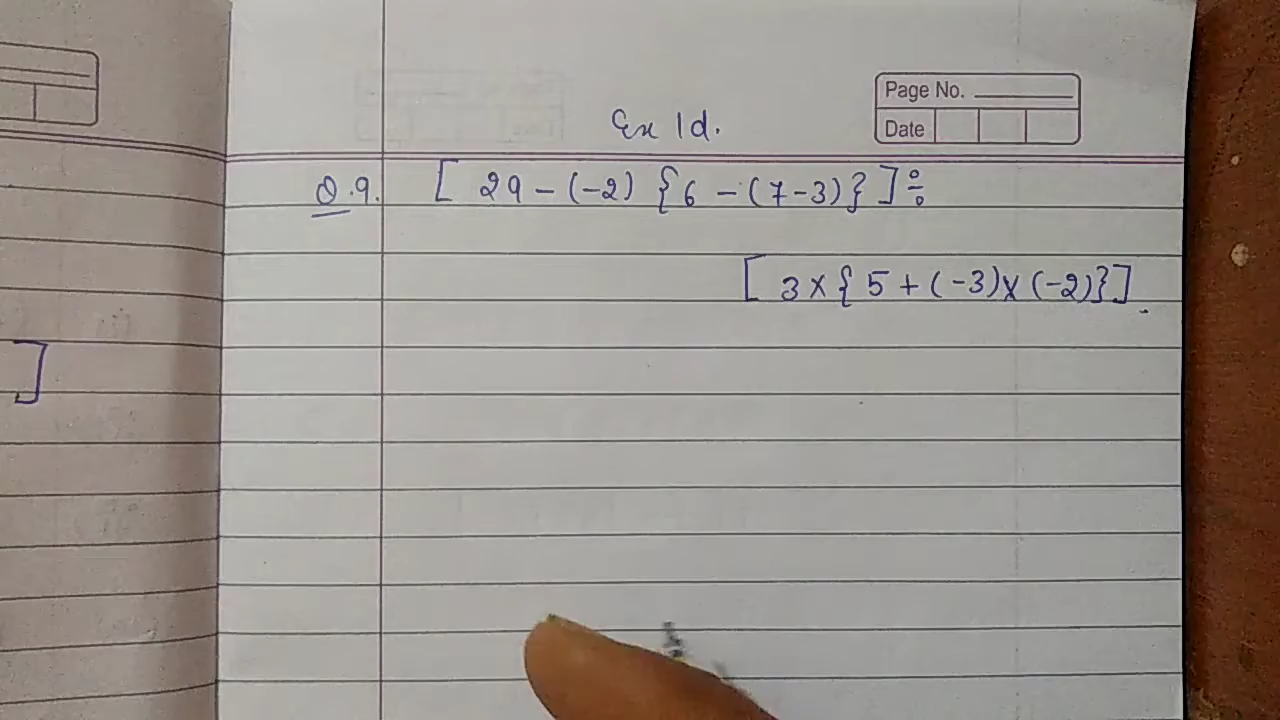 Page No.
Date
Ex 1d.
Q.9. [ 29 - (-2) {6 - (7-3)} ] ÷
[ 3 × { 5 + (-3) × (-2)} ].
]